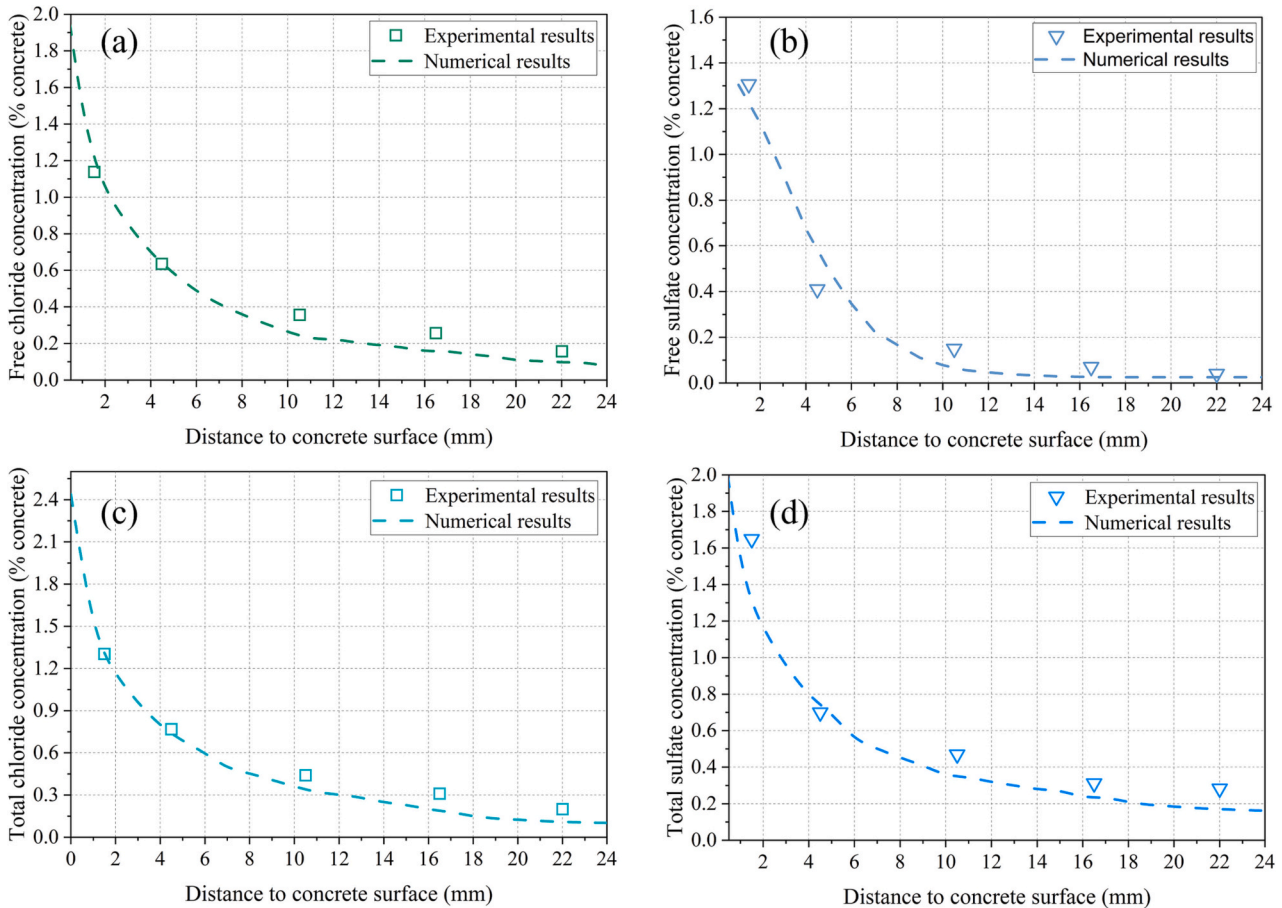 (a)
Experimental results
Numerical results
Free chloride concentration (% concrete)
2.0
1.8
1.6
1.4
1.2
1.0
0.8
0.6
0.4
0.2
0.0
2 4 6 8 10 12 14 16 18 20 22 24
Distance to concrete surface (mm)
(b)
Experimental results
Numerical results
Free sulfate concentration (% concrete)
1.6
1.4
1.2
1.0
0.8
0.6
0.4
0.2
0.0
2 4 6 8 10 12 14 16 18 20 22 24
Distance to concrete surface (mm)
(c)
Experimental results
Numerical results
Total chloride concentration (% concrete)
2.4
2.1
1.8
1.5
1.2
0.9
0.6
0.3
0.0
0 2 4 6 8 10 12 14 16 18 20 22 24
Distance to concrete surface (mm)
(d)
Experimental results
Numerical results
Total sulfate concentration (% concrete)
2.0
1.8
1.6
1.4
1.2
1.0
0.8
0.6
0.4
0.2
0.0
2 4 6 8 10 12 14 16 18 20 22 24
Distance to concrete surface (mm)